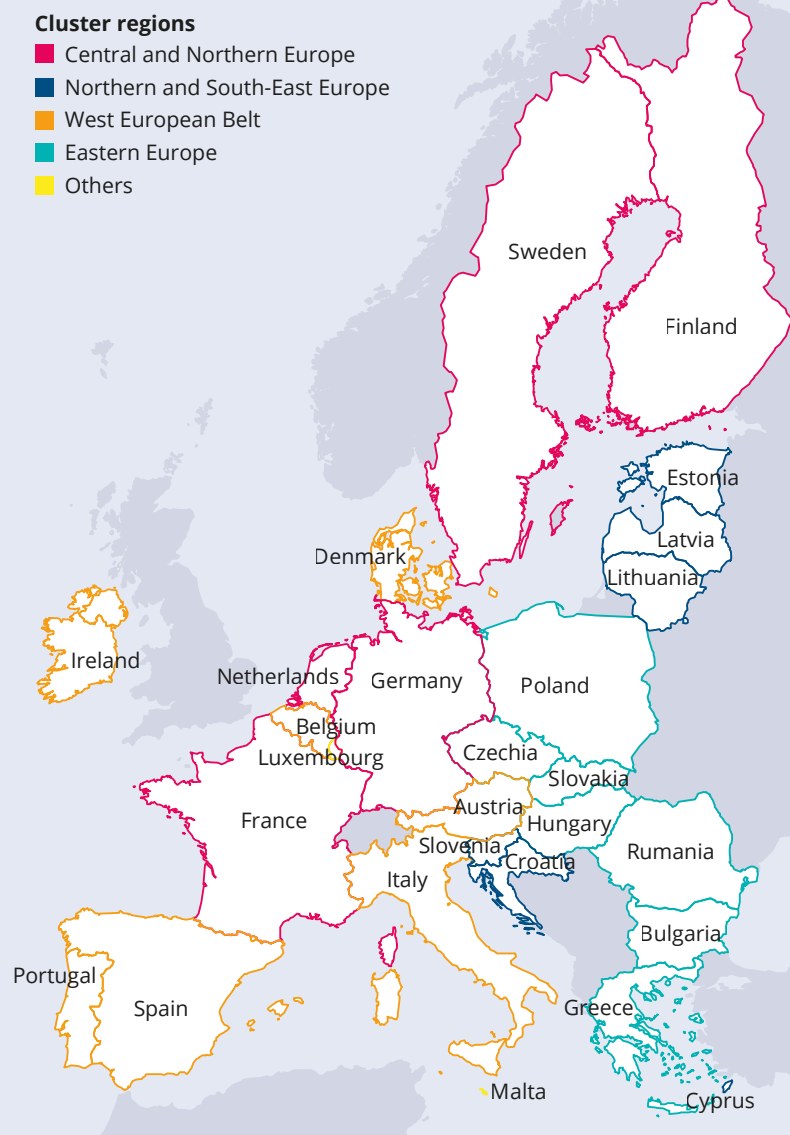 Cluster regions
Central and Northern Europe
Northern and South-East Europe
West European Belt
Eastern Europe
Others
Sweden
Finland
Estonia
Latvia
Denmark
Lithuania
Ireland
Netherlands
Germany
Poland
Belgium
Czechia
Luxembourg
Slovakia
Austria
France
Hungary
Slovenia
Croatia
Rumania
Italy
Bulgaria
Portugal
Spain
Greece
Malta
Cyprus